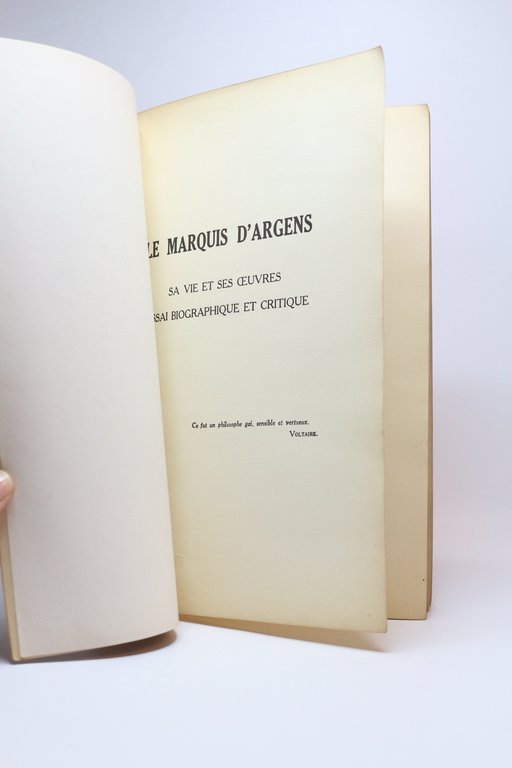 LE MARQUIS D'ARGENS
SA VIE ET SES ŒUVRES
SSAI BIOGRAPHIQUE ET CRITIQUE
Ce fut un philosophe gai, sensible et vertueux.
VOLTAIRE.